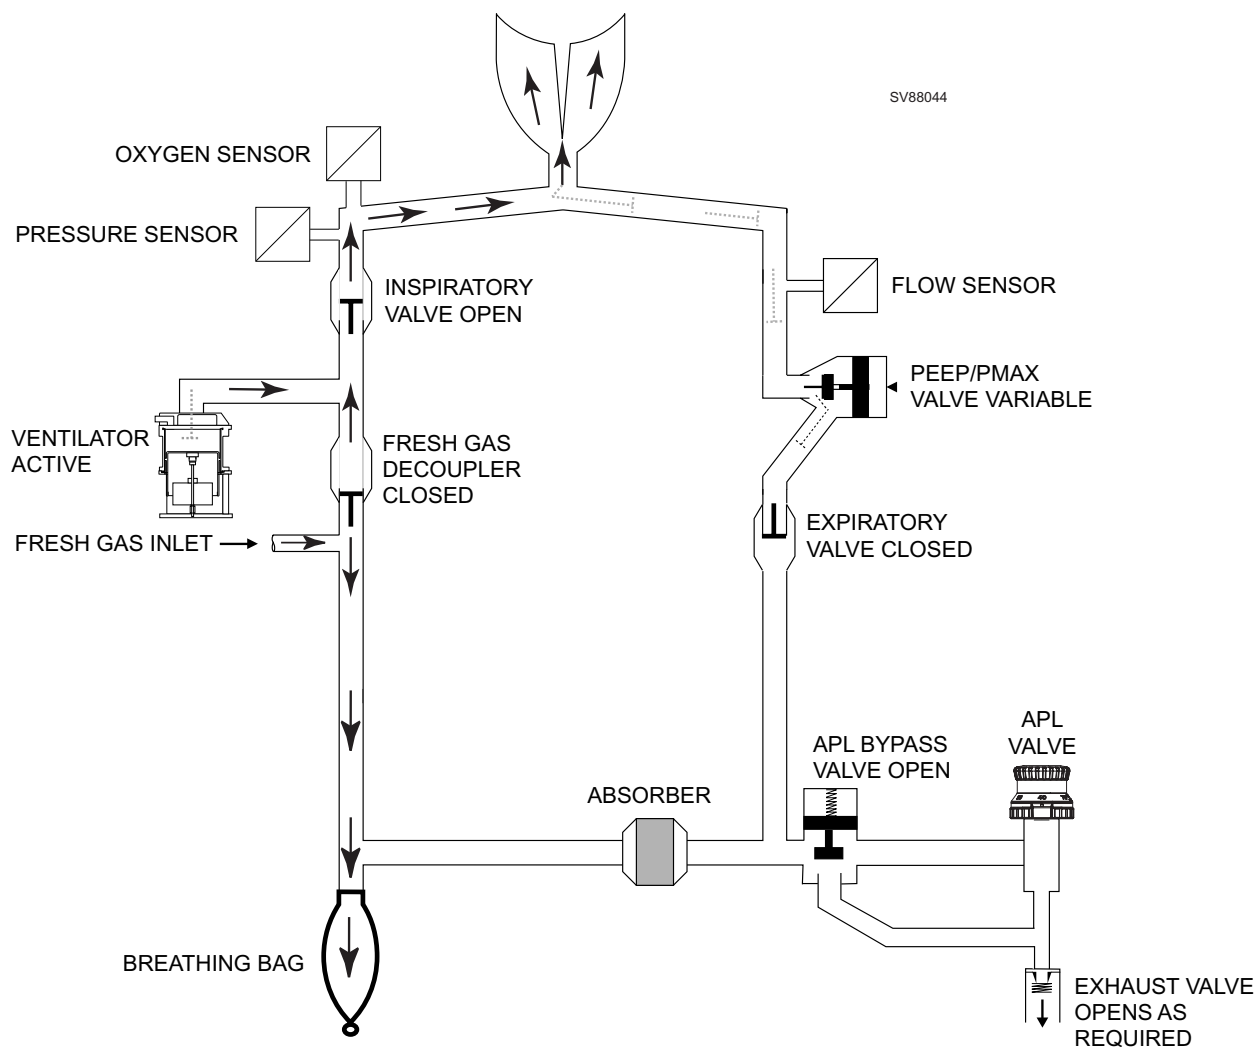 SV88044
OXYGEN SENSOR
PRESSURE SENSOR
INSPIRATORY
VALVE OPEN
FLOW SENSOR
PEEP/PMAX
VALVE VARIABLE
VENTILATOR
ACTIVE
FRESH GAS
DECOUPLER
CLOSED
FRESH GAS INLET
EXPIRATORY
VALVE CLOSED
APL
VALVE
APL BYPASS
VALVE OPEN
ABSORBER
BREATHING BAG
EXHAUST VALVE
OPENS AS
REQUIRED